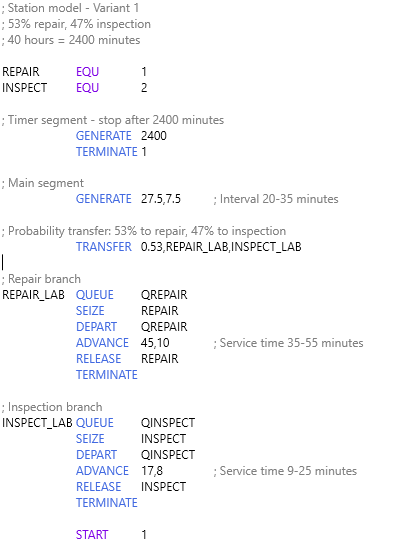 ; Station model - Variant 1
; 53% repair, 47% inspection
; 40 hours = 2400 minutes
REPAIR EQU 1
INSPECT EQU 2
; Timer segment - stop after 2400 minutes
GENERATE 2400
TERMINATE 1
; Main segment
GENERATE 27.5,7.5 ; Interval 20-35 minutes
; Probability transfer: 53% to repair, 47% to inspection
TRANSFER 0.53,REPAIR_LAB,INSPECT_LAB
; Repair branch
REPAIR_LAB QUEUE QREPAIR
SEIZE REPAIR
DEPART QREPAIR
ADVANCE 45,10 ; Service time 35-55 minutes
RELEASE REPAIR
TERMINATE
; Inspection branch
INSPECT_LAB QUEUE QINSPECT
SEIZE INSPECT
DEPART QINSPECT
ADVANCE 17,8 ; Service time 9-25 minutes
RELEASE INSPECT
TERMINATE
START 1